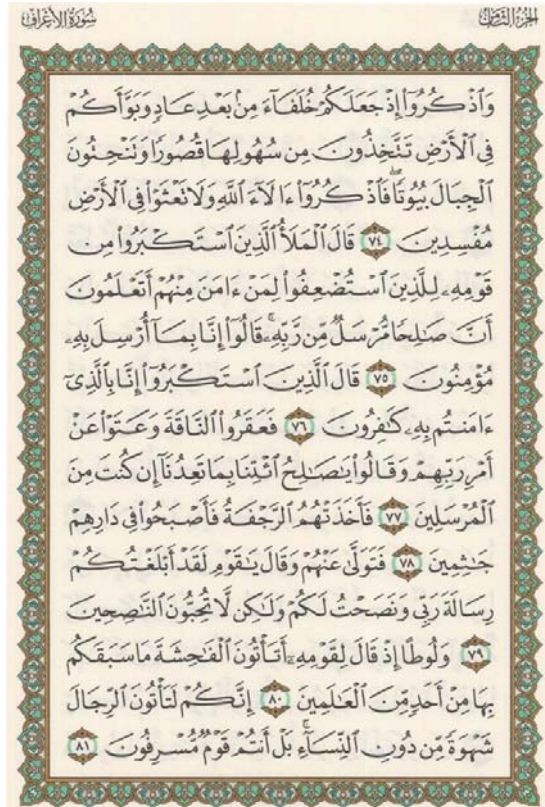 الجزء الثامن
سورة الأعراف
وَٱذْكُرُوٓا۟ إِذْ جَعَلَكُمْ خُلَفَآءَ مِنۢ بَعْدِ عَادٍ وَبَوَّأَكُمْ
فِى ٱلْأَرْضِ تَتَّخِذُونَ مِن سُهُولِهَا قُصُورًا وَتَنْحِتُونَ
ٱلْجِبَالَ بُيُوتًا ۖ فَٱذْكُرُوٓا۟ ءَالَآءَ ٱللَّهِ وَلَا تَعْثَوْا۟ فِى ٱلْأَرْضِ
مُفْسِدِينَ ٧٤ قَالَ ٱلْمَلَأُ ٱلَّذِينَ ٱسْتَكْبَرُوا۟ مِن
قَوْمِهِۦ لِلَّذِينَ ٱسْتُضْعِفُوا۟ لِمَنْ ءَامَنَ مِنْهُمْ أَتَعْلَمُونَ
أَنَّ صَٰلِحًا مُّرْسَلٌ مِّن رَّبِّهِۦ ۚ قَالُوٓا۟ إِنَّا بِمَآ أُرْسِلَ بِهِۦ
مُؤْمِنُونَ ٧٥ قَالَ ٱلَّذِينَ ٱسْتَكْبَرُوٓا۟ إِنَّا بِٱلَّذِىٓ
ءَامَنتُم بِهِۦ كَٰفِرُونَ ٧٦ فَعَقَرُوا۟ ٱلنَّاقَةَ وَعَتَوْا۟ عَنْ
أَمْرِ رَبِّهِمْ وَقَالُوا۟ يَٰصَٰلِحُ ٱئْتِنَا بِمَا تَعِدُنَآ إِن كُنتَ مِنَ
ٱلْمُرْسَلِينَ ٧٧ فَأَخَذَتْهُمُ ٱلرَّجْفَةُ فَأَصْبَحُوا۟ فِى دَارِهِمْ
جَٰثِمِينَ ٧٨ فَتَوَلَّىٰ عَنْهُمْ وَقَالَ يَٰقَوْمِ لَقَدْ أَبْلَغْتُكُمْ
رِسَالَةَ رَبِّى وَنَصَحْتُ لَكُمْ وَلَٰكِن لَّا تُحِبُّونَ ٱلنَّٰصِحِينَ
٧٩ وَلُوطًا إِذْ قَالَ لِقَوْمِهِۦٓ أَتَأْتُونَ ٱلْفَٰحِشَةَ مَا سَبَقَكُم
بِهَا مِنْ أَحَدٍ مِّنَ ٱلْعَٰلَمِينَ ٨٠ إِنَّكُمْ لَتَأْتُونَ ٱلرِّجَالَ
شَهْوَةً مِّن دُونِ ٱلنِّسَآءِ ۚ بَلْ أَنتُمْ قَوْمٌ مُّسْرِفُونَ ٨١